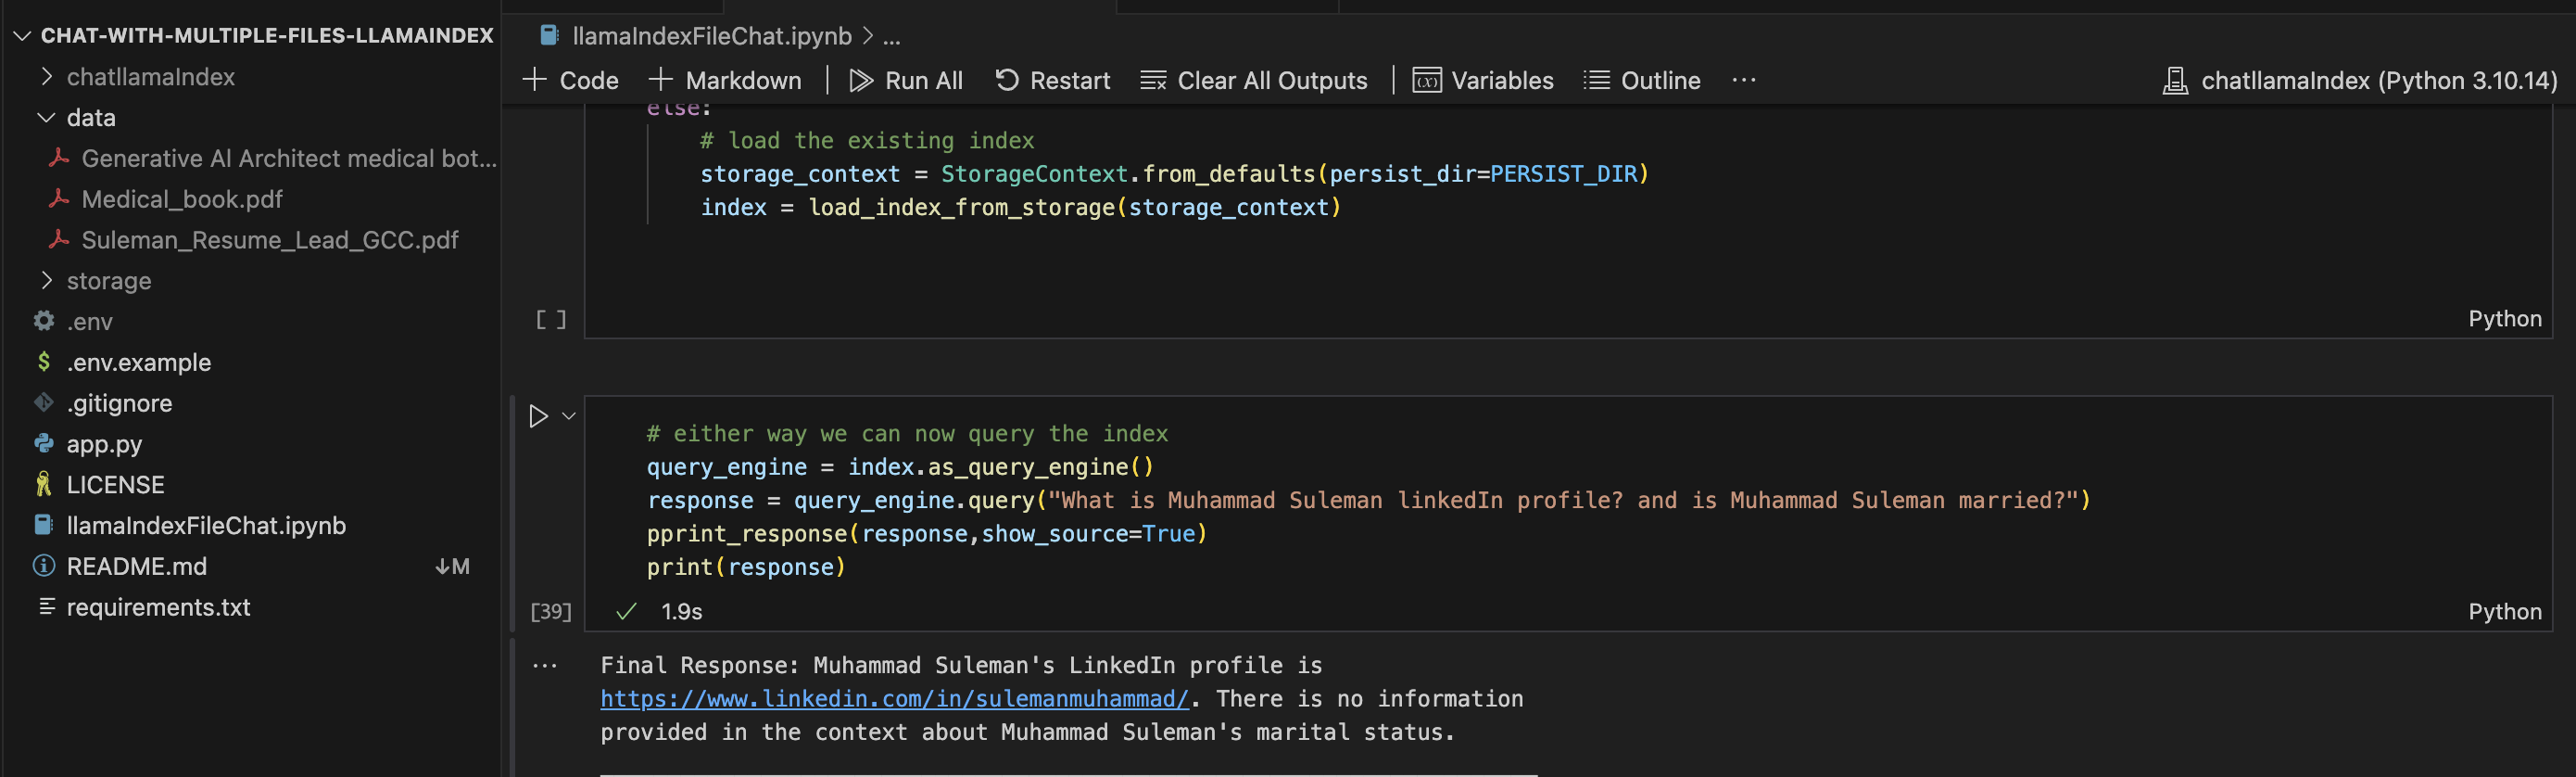 CHAT-WITH-MULTIPLE-FILES-LLAMAINDEX
chatllamaIndex
data
Generative AI Architect medical bot...
Medical_book.pdf
Suleman_Resume_Lead_GCC.pdf
storage
.env
.env.example
.gitignore
app.py
LICENSE
llamaIndexFileChat.ipynb
README.md ↓M
requirements.txt
llamaIndexFileChat.ipynb > ...
+ Code + Markdown | Run All Restart Clear All Outputs | Variables Outline ... chatllamaIndex (Python 3.10.14)
else:
# load the existing index
storage_context = StorageContext.from_defaults(persist_dir=PERSIST_DIR)
index = load_index_from_storage(storage_context)
[ ] Python
# either way we can now query the index
query_engine = index.as_query_engine()
response = query_engine.query("What is Muhammad Suleman linkedIn profile? and is Muhammad Suleman married?")
pprint_response(response,show_source=True)
print(response)
[39] ✓ 1.9s Python
... Final Response: Muhammad Suleman's LinkedIn profile is
https://www.linkedin.com/in/sulemanmuhammad/. There is no information
provided in the context about Muhammad Suleman's marital status.